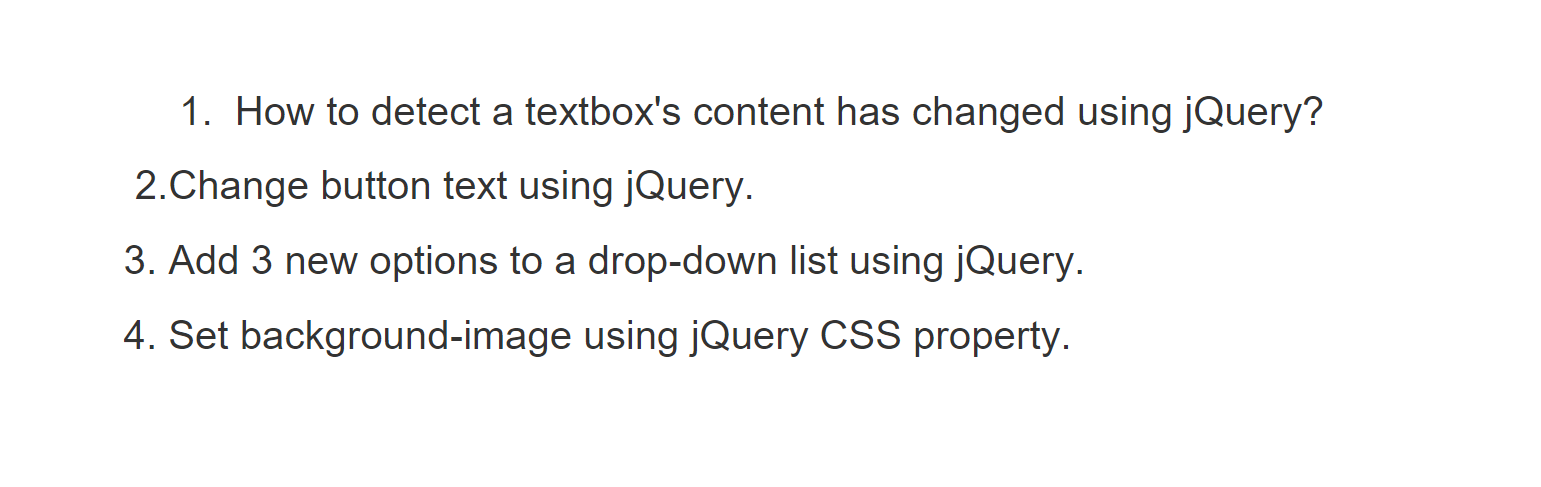 1. How to detect a textbox's content has changed using jQuery?
2.Change button text using jQuery.
3. Add 3 new options to a drop-down list using jQuery.
4. Set background-image using jQuery CSS property.